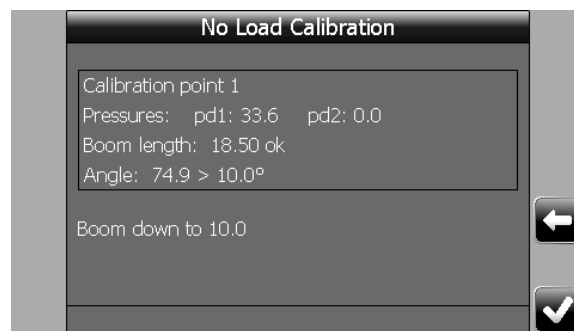 No Load Calibration
Calibration point 1
Pressures: pd1: 33.6 pd2: 0.0
Boom length: 18.50 ok
Angle: 74.9 > 10.0º
Boom down to 10.0